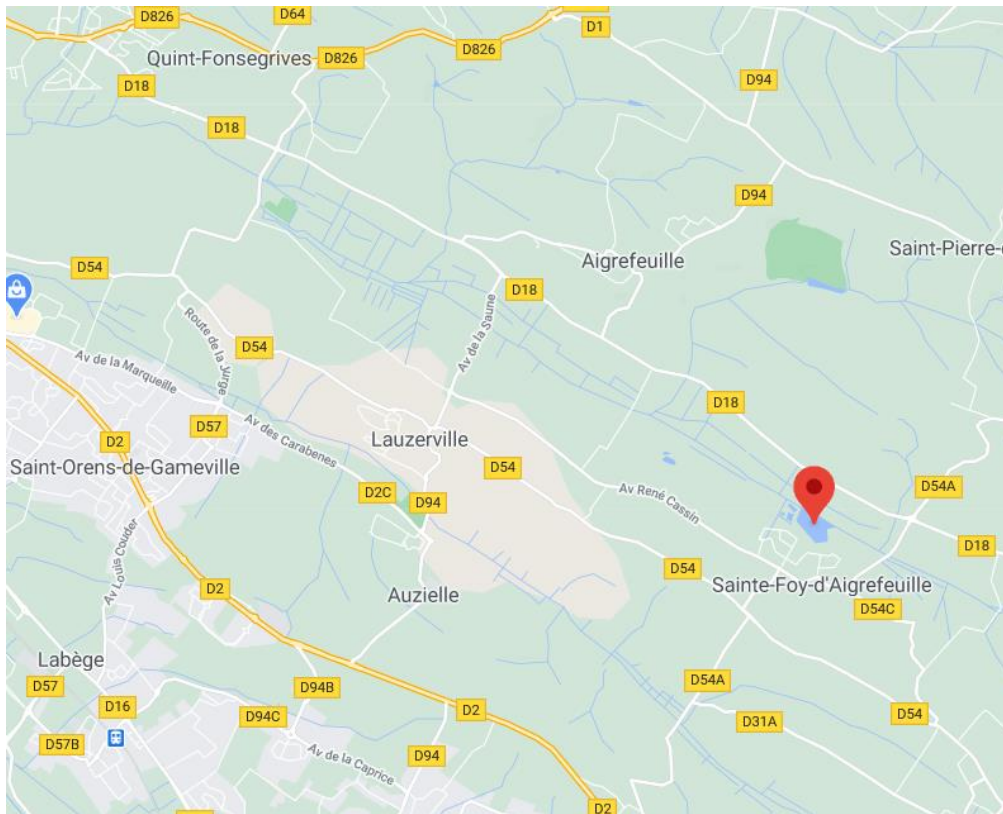 D826
D64
D1
Quint-Fonsegrives
D826
D826
D18
D94
D18
D94
Saint-Pierre-
Aigrefeuille
D54
D18
Av de la Saune
Route de la Jurge
D54
Av de la Marqueille
D18
Av des Carabenes
D57
D2
Lauzerville
Saint-Orens-de-Gameville
D54
D2C
D94
Av René Cassin
D54A
D18
Av Louis Couder
D54
D2
Auzielle
Sainte-Foy-d'Aigrefeuille
D54C
Labège
D57
D94B
D54A
D16
D94C
D2
D31A
D54
D57B
Av de la Caprice
D94
D2